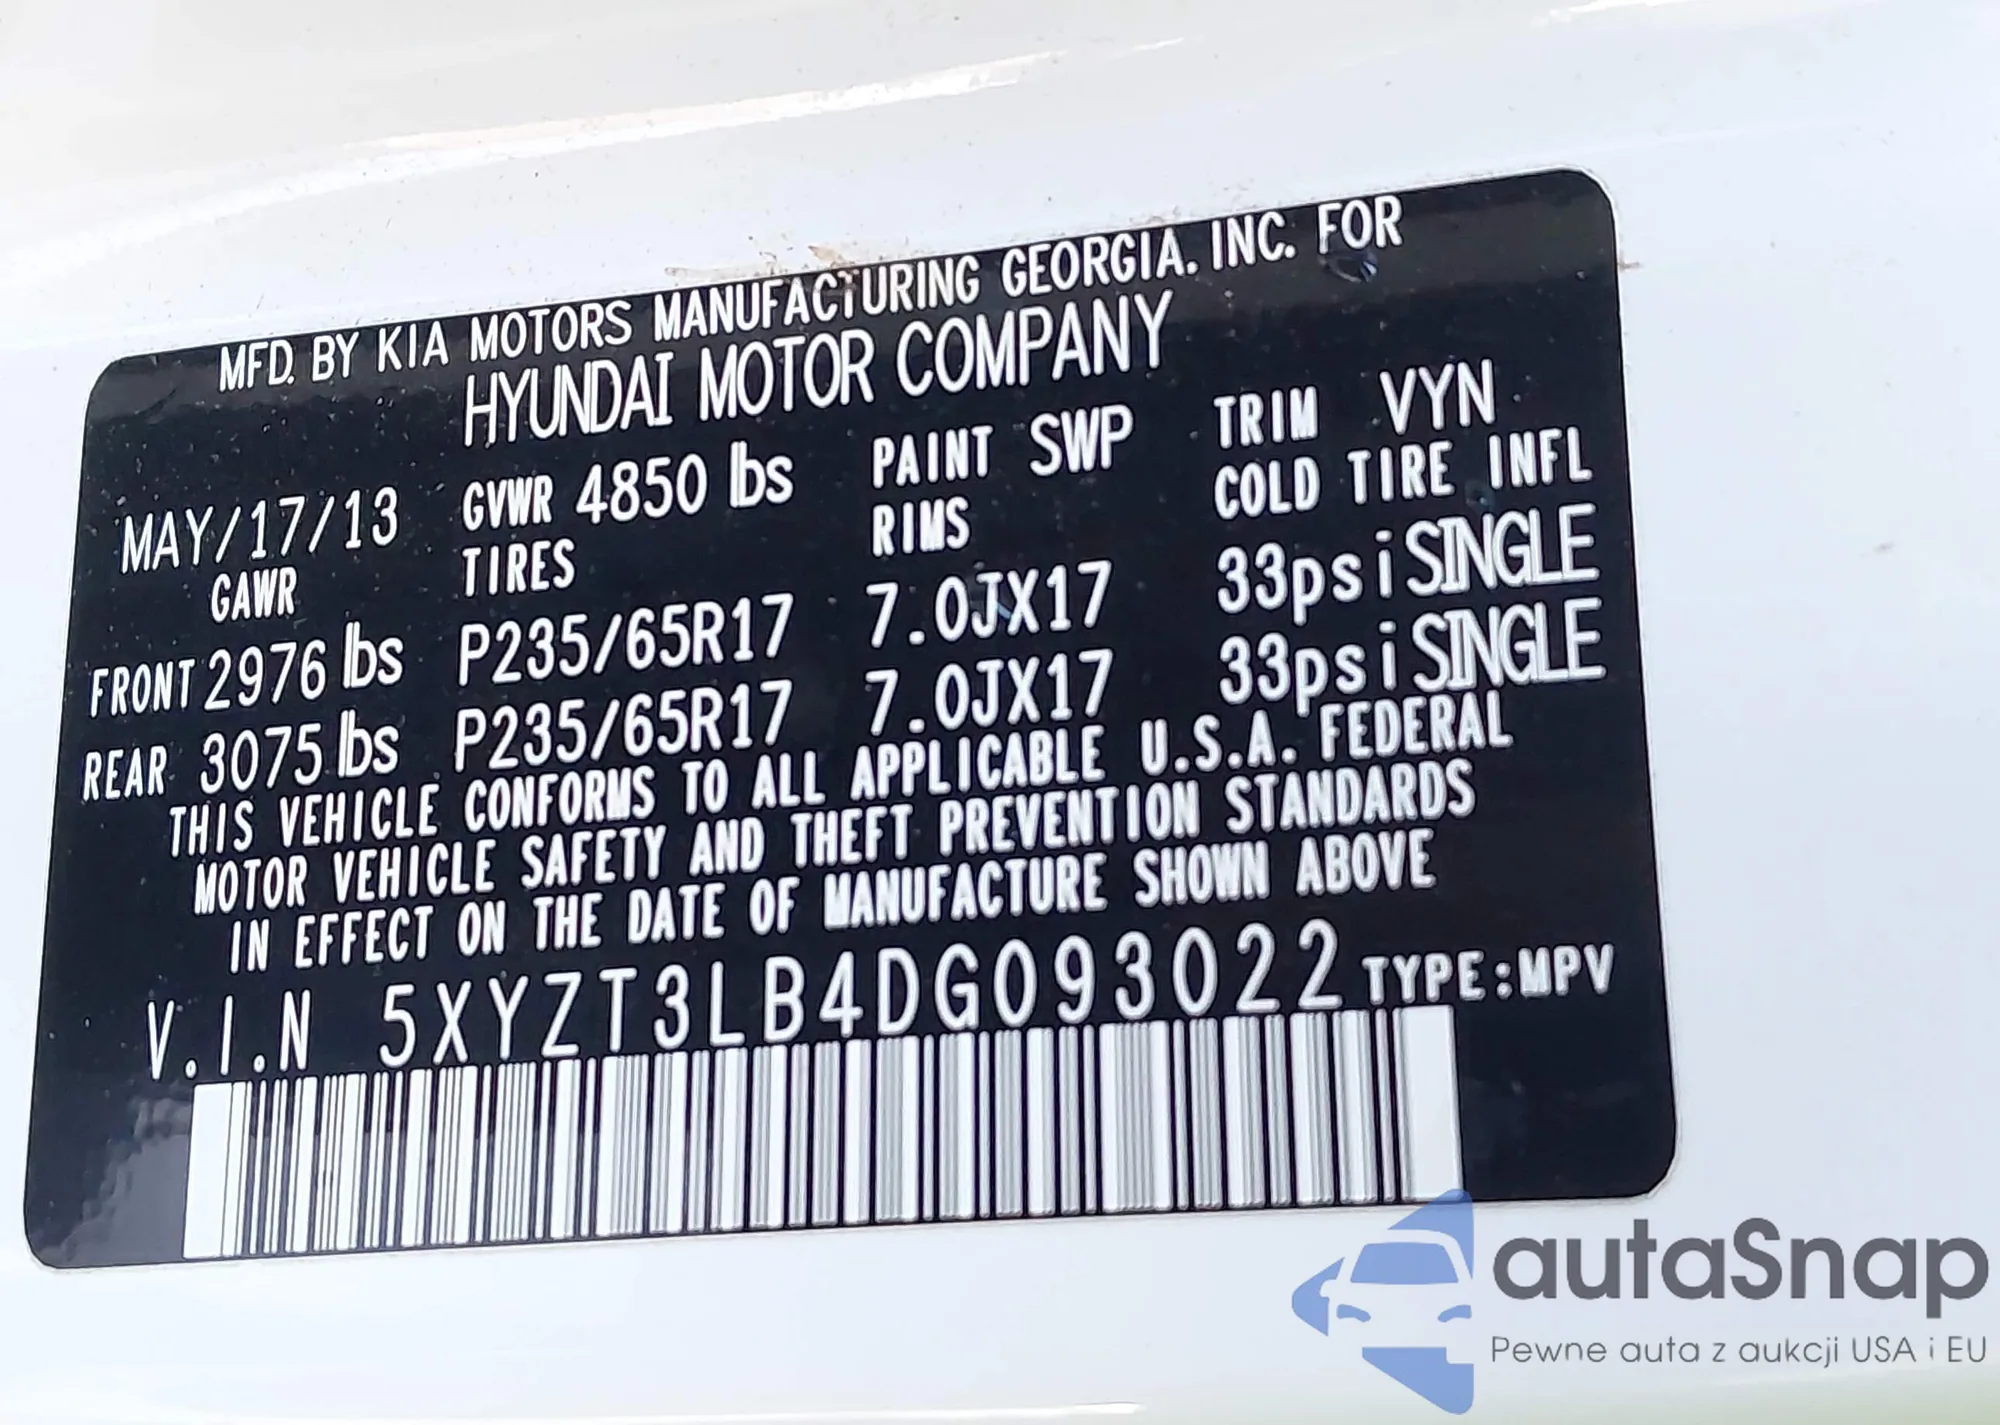 MFD. BY KIA MOTORS MANUFACTURING GEORGIA. INC. FOR
HYUNDAI MOTOR COMPANY
MAY/17/13 GVWR 4850 lbs PAINT SWP TRIM VYN
GAWR TIRES RIMS COLD TIRE INFL
FRONT 2976 lbs P235/65R17 7.0JX17 33psi SINGLE
REAR 3075 lbs P235/65R17 7.0JX17 33psi SINGLE
THIS VEHICLE CONFORMS TO ALL APPLICABLE U.S.A. FEDERAL
MOTOR VEHICLE SAFETY AND THEFT PREVENTION STANDARDS
IN EFFECT ON THE DATE OF MANUFACTURE SHOWN ABOVE
V.I.N 5XYZT3LB4DG093022 TYPE:MPV
autaSnap
Pewne auta z aukcji USA i EU